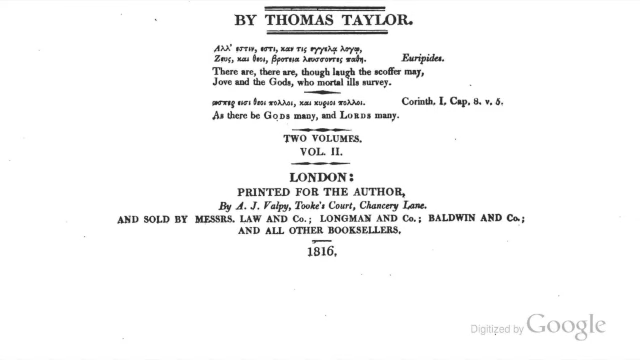 BY THOMAS TAYLOR.
Αλλ' εστιν, εστι, καν τις εγγελα λογῳ,
Ζευς, και θεοι, βροτεια λευσσοντες παθη. Euripides.
There are, there are, though laugh the scoffer may,
Jove and the Gods, who mortal ills survey.
ωσπερ εισι θεοι πολλοι, και κυριοι πολλοι. Corinth. I. Cap. 8. v. 5.
As there be GODS many, and LORDS many.
TWO VOLUMES.
VOL. II.
LONDON:
PRINTED FOR THE AUTHOR,
By A. J. Valpy, Tooke's Court, Chancery Lane.
AND SOLD BY MESSRS. LAW AND Co.; LONGMAN AND Co.; BALDWIN AND Co.;
AND ALL OTHER BOOKSELLERS.
1816.
Digitized by Google